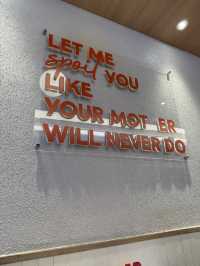 LET ME
spoil YOU
LIKE
YOUR MOT ER
WILL NEVER DO